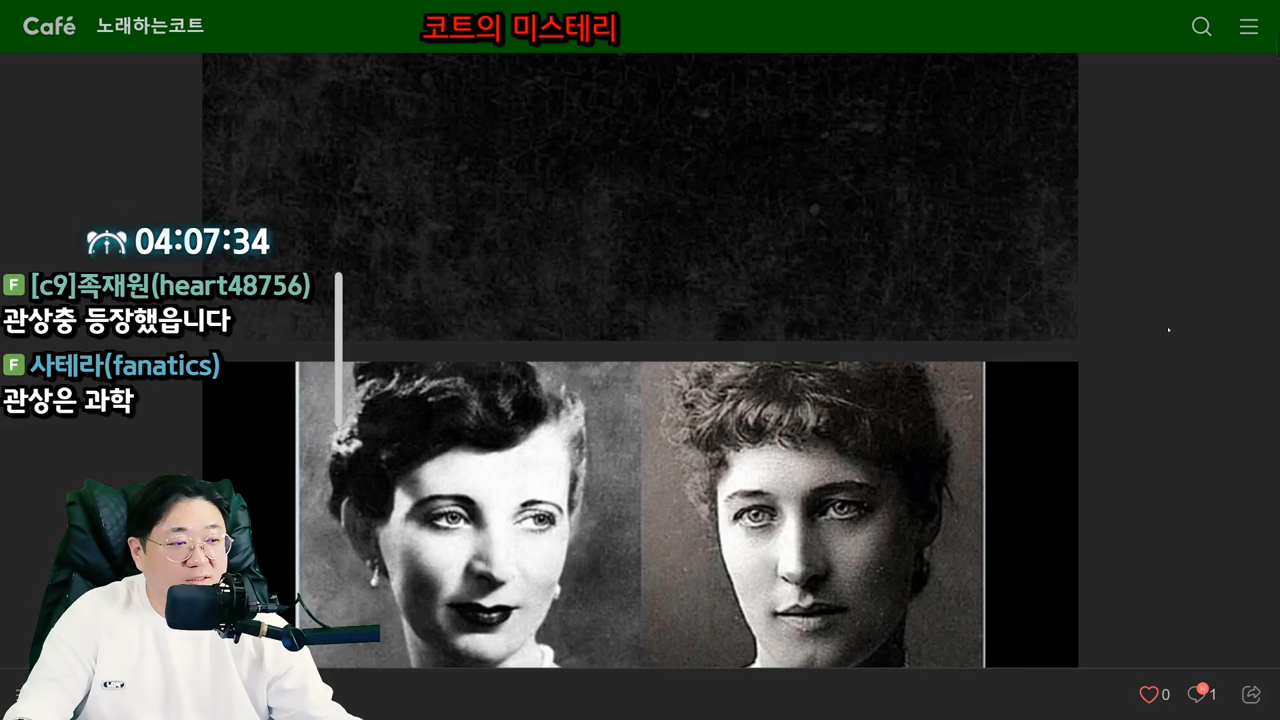 Café 노래하는코트
코트의 미스테리
04:07:34
F [c9]족재원(heart48756)
관상충 등장했읍니다
F 사테라(fanatics)
관상은 과학
0
N
1